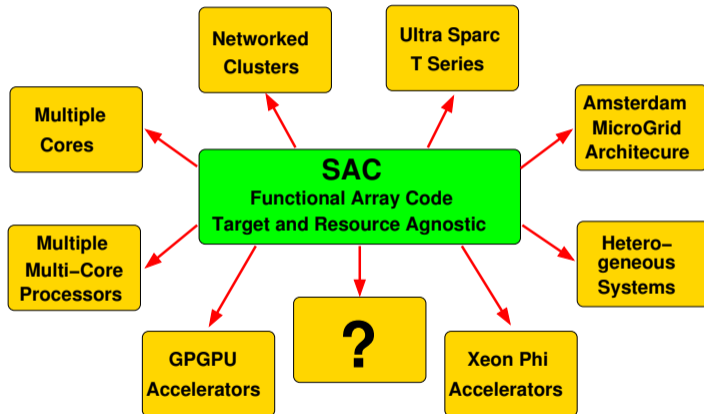 Networked
Clusters
Ultra Sparc
T Series
Multiple
Cores
Amsterdam
MicroGrid
Architecure
SAC
Functional Array Code
Target and Resource Agnostic
Multiple
Multi−Core
Processors
Hetero−
geneous
Systems
GPGPU
Accelerators
?
Xeon Phi
Accelerators